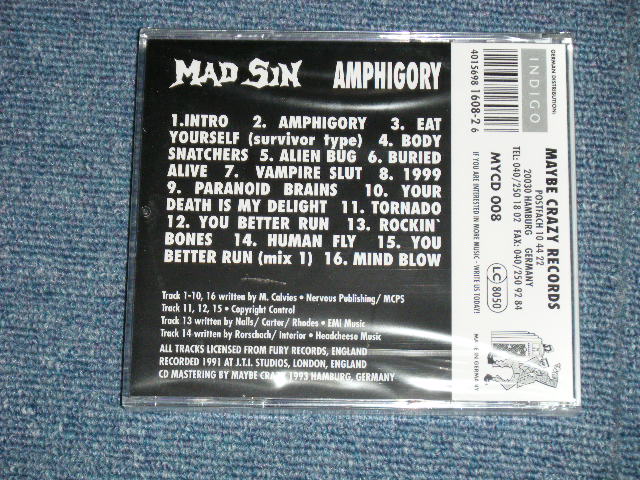 MAD SIN AMPHIGORY
1.INTRO 2. AMPHIGORY 3. EAT
YOURSELF (survivor type) 4. BODY
SNATCHERS 5. ALIEN BUG 6. BURIED
ALIVE 7. VAMPIRE SLUT 8. 1999
9. PARANOID BRAINS 10. YOUR
DEATH IS MY DELIGHT 11. TORNADO
12. YOU BETTER RUN 13. ROCKIN'
BONES 14. HUMAN FLY 15. YOU
BETTER RUN (mix 1) 16. MIND BLOW
Track 1-10, 16 written by M. Calvies • Nervous Publishing/ MCPS
Track 11, 12, 15 • Copyright Control
Track 13 written by Nalls/ Carter/ Rhodes • EMI Music
Track 14 written by Rorschach/ Interior • Headcheese Music
ALL TRACKS LICENSED FROM FURY RECORDS, ENGLAND
RECORDED 1991 AT J.T.I. STUDIOS, LONDON, ENGLAND
CD MASTERING BY MAYBE CRAZY 1993 HAMBURG, GERMANY
GERMAN DISTRIBUTION:
INDIGO
4015698 1608-2 6
MAYBE CRAZY RECORDS
POSTFACH 10 44 22
20030 HAMBURG GERMANY
TEL: 040/250 18 02 FAX: 040/250 92 84
MYCD 008
IF YOU ARE INTERESTED IN MORE MUSIC - WRITE US TODAY!
LC 8050
MADE IN GERMANY